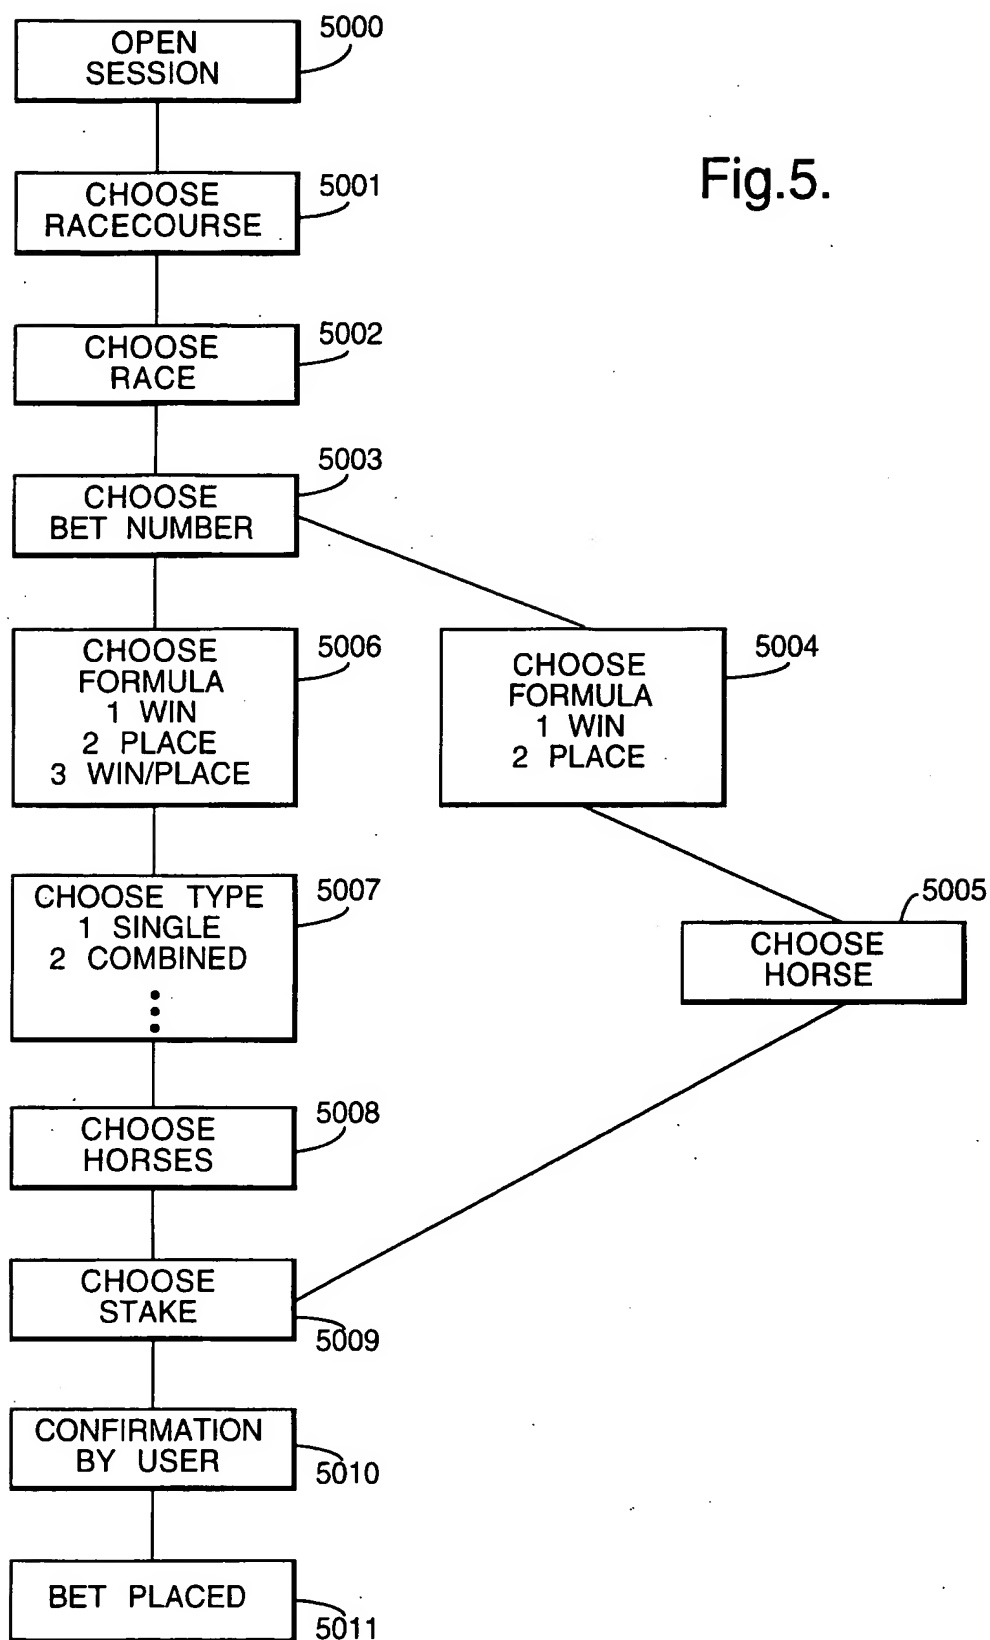 OPEN
SESSION
5000
Fig.5.
CHOOSE
RACECOURSE
5001
CHOOSE
RACE
5002
CHOOSE
BET NUMBER
5003
CHOOSE
FORMULA
1 WIN
2 PLACE
3 WIN/PLACE
5006
CHOOSE
FORMULA
1 WIN
2 PLACE
5004
CHOOSE TYPE
1 SINGLE
2 COMBINED
5007
CHOOSE
HORSE
5005
CHOOSE
HORSES
5008
CHOOSE
STAKE
5009
CONFIRMATION
BY USER
5010
BET PLACED
5011